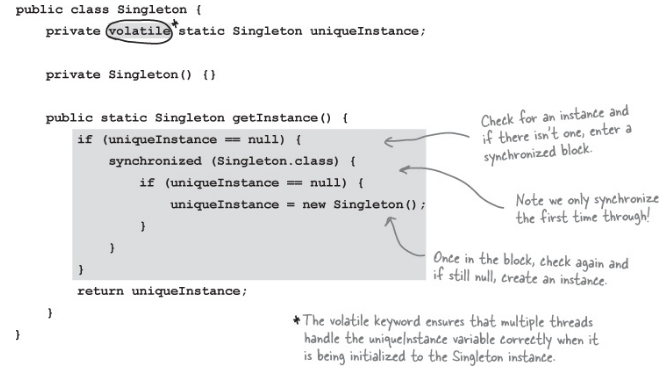 public class Singleton {
private volatile* static Singleton uniqueInstance;
private Singleton() {}
public static Singleton getInstance() {
if (uniqueInstance == null) {
synchronized (Singleton.class) {
if (uniqueInstance == null) {
uniqueInstance = new Singleton();
}
}
}
return uniqueInstance;
}
}
Check for an instance and
if there isn't one, enter a
synchronized block.
Note we only synchronize
the first time through!
Once in the block, check again and
if still null, create an instance.
*The volatile keyword ensures that multiple threads
handle the uniqueInstance variable correctly when it
is being initialized to the Singleton instance.